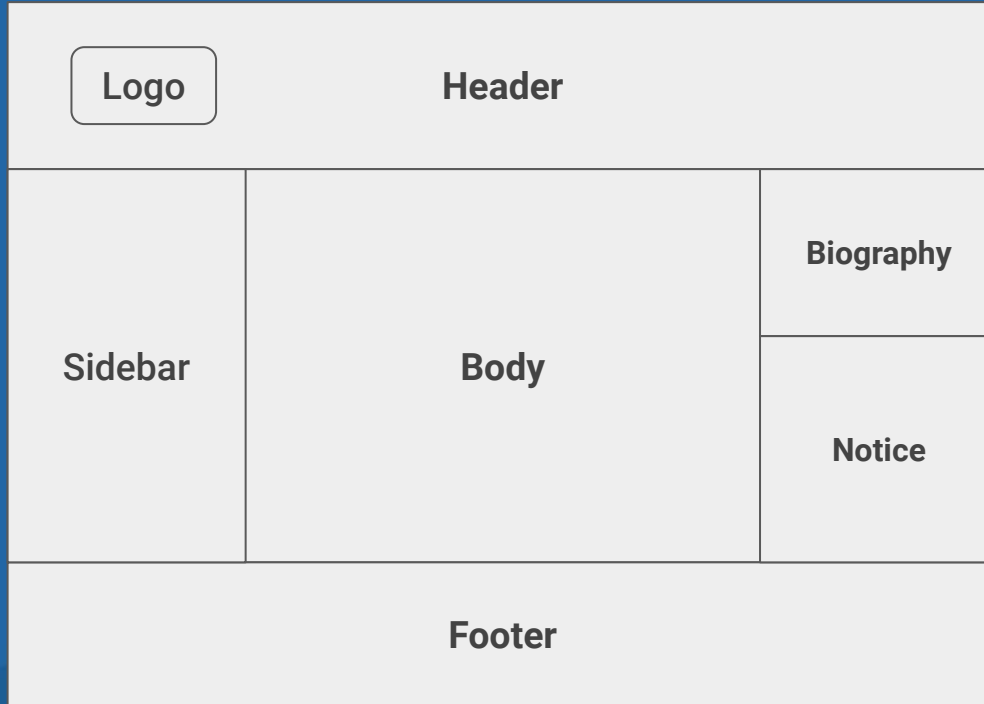 Logo
Header
Sidebar
Body
Biography
Notice
Footer